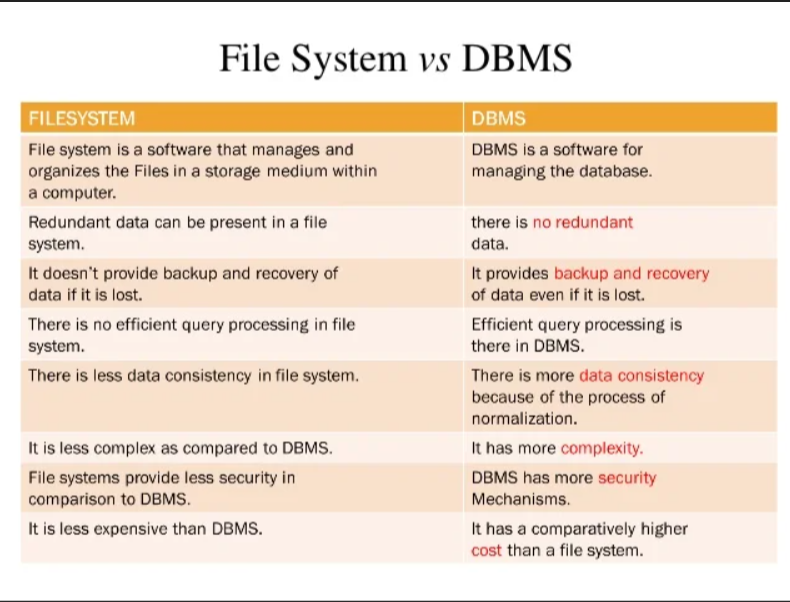 File System vs DBMS
FILESYSTEM
DBMS
File system is a software that manages and
organizes the Files in a storage medium within
a computer.
DBMS is a software for
managing the database.
Redundant data can be present in a file
system.
there is no redundant
data.
It doesn't provide backup and recovery of
data if it is lost.
It provides backup and recovery
of data even if it is lost.
There is no efficient query processing in file
system.
Efficient query processing is
there in DBMS.
There is less data consistency in file system.
There is more data consistency
because of the process of
normalization.
It is less complex as compared to DBMS.
It has more complexity.
File systems provide less security in
comparison to DBMS.
DBMS has more security
Mechanisms.
It is less expensive than DBMS.
It has a comparatively higher
cost than a file system.